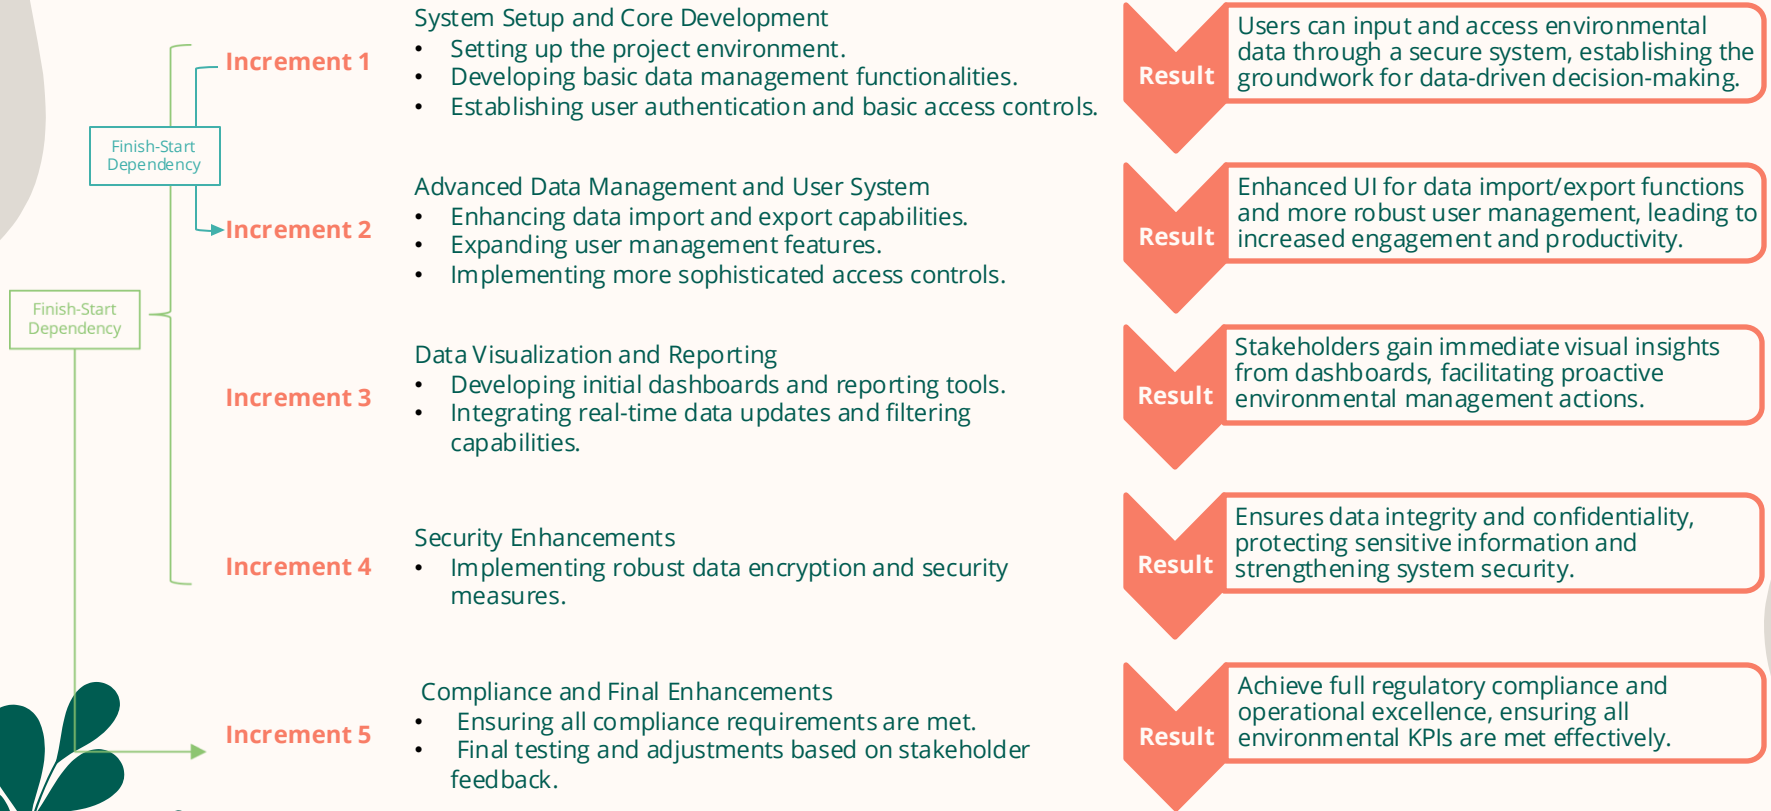 System Setup and Core Development
Increment 1
• Setting up the project environment.
• Developing basic data management functionalities.
• Establishing user authentication and basic access controls.
Result
Users can input and access environmental
data through a secure system, establishing the
groundwork for data-driven decision-making.
Finish-Start
Dependency
Advanced Data Management and User System
Increment 2
• Enhancing data import and export capabilities.
• Expanding user management features.
• Implementing more sophisticated access controls.
Result
Enhanced UI for data import/export functions
and more robust user management, leading to
increased engagement and productivity.
Finish-Start
Dependency
Data Visualization and Reporting
Increment 3
• Developing initial dashboards and reporting tools.
• Integrating real-time data updates and filtering
capabilities.
Result
Stakeholders gain immediate visual insights
from dashboards, facilitating proactive
environmental management actions.
Security Enhancements
Increment 4
• Implementing robust data encryption and security
measures.
Result
Ensures data integrity and confidentiality,
protecting sensitive information and
strengthening system security.
Compliance and Final Enhancements
Increment 5
• Ensuring all compliance requirements are met.
• Final testing and adjustments based on stakeholder
feedback.
Result
Achieve full regulatory compliance and
operational excellence, ensuring all
environmental KPIs are met effectively.